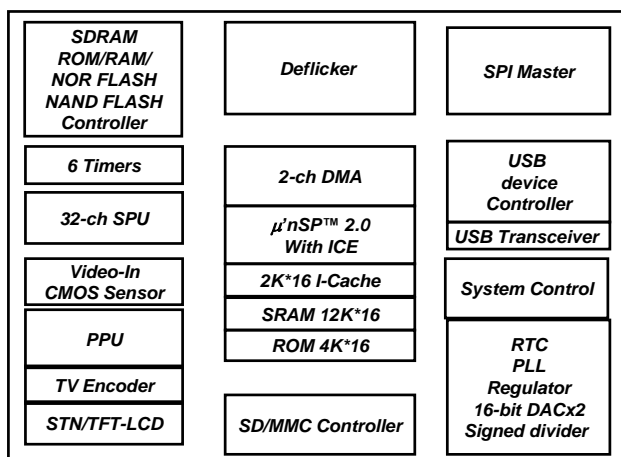 SDRAM
ROM/RAM/
NOR FLASH
NAND FLASH
Controller
6 Timers
32-ch SPU
Video-In
CMOS Sensor
PPU
TV Encoder
STN/TFT-LCD
Deflicker
2-ch DMA
μ'nSP™ 2.0
With ICE
2K*16 I-Cache
SRAM 12K*16
ROM 4K*16
SD/MMC Controller
SPI Master
USB
device
Controller
USB Transceiver
System Control
RTC
PLL
Regulator
16-bit DACx2
Signed divider